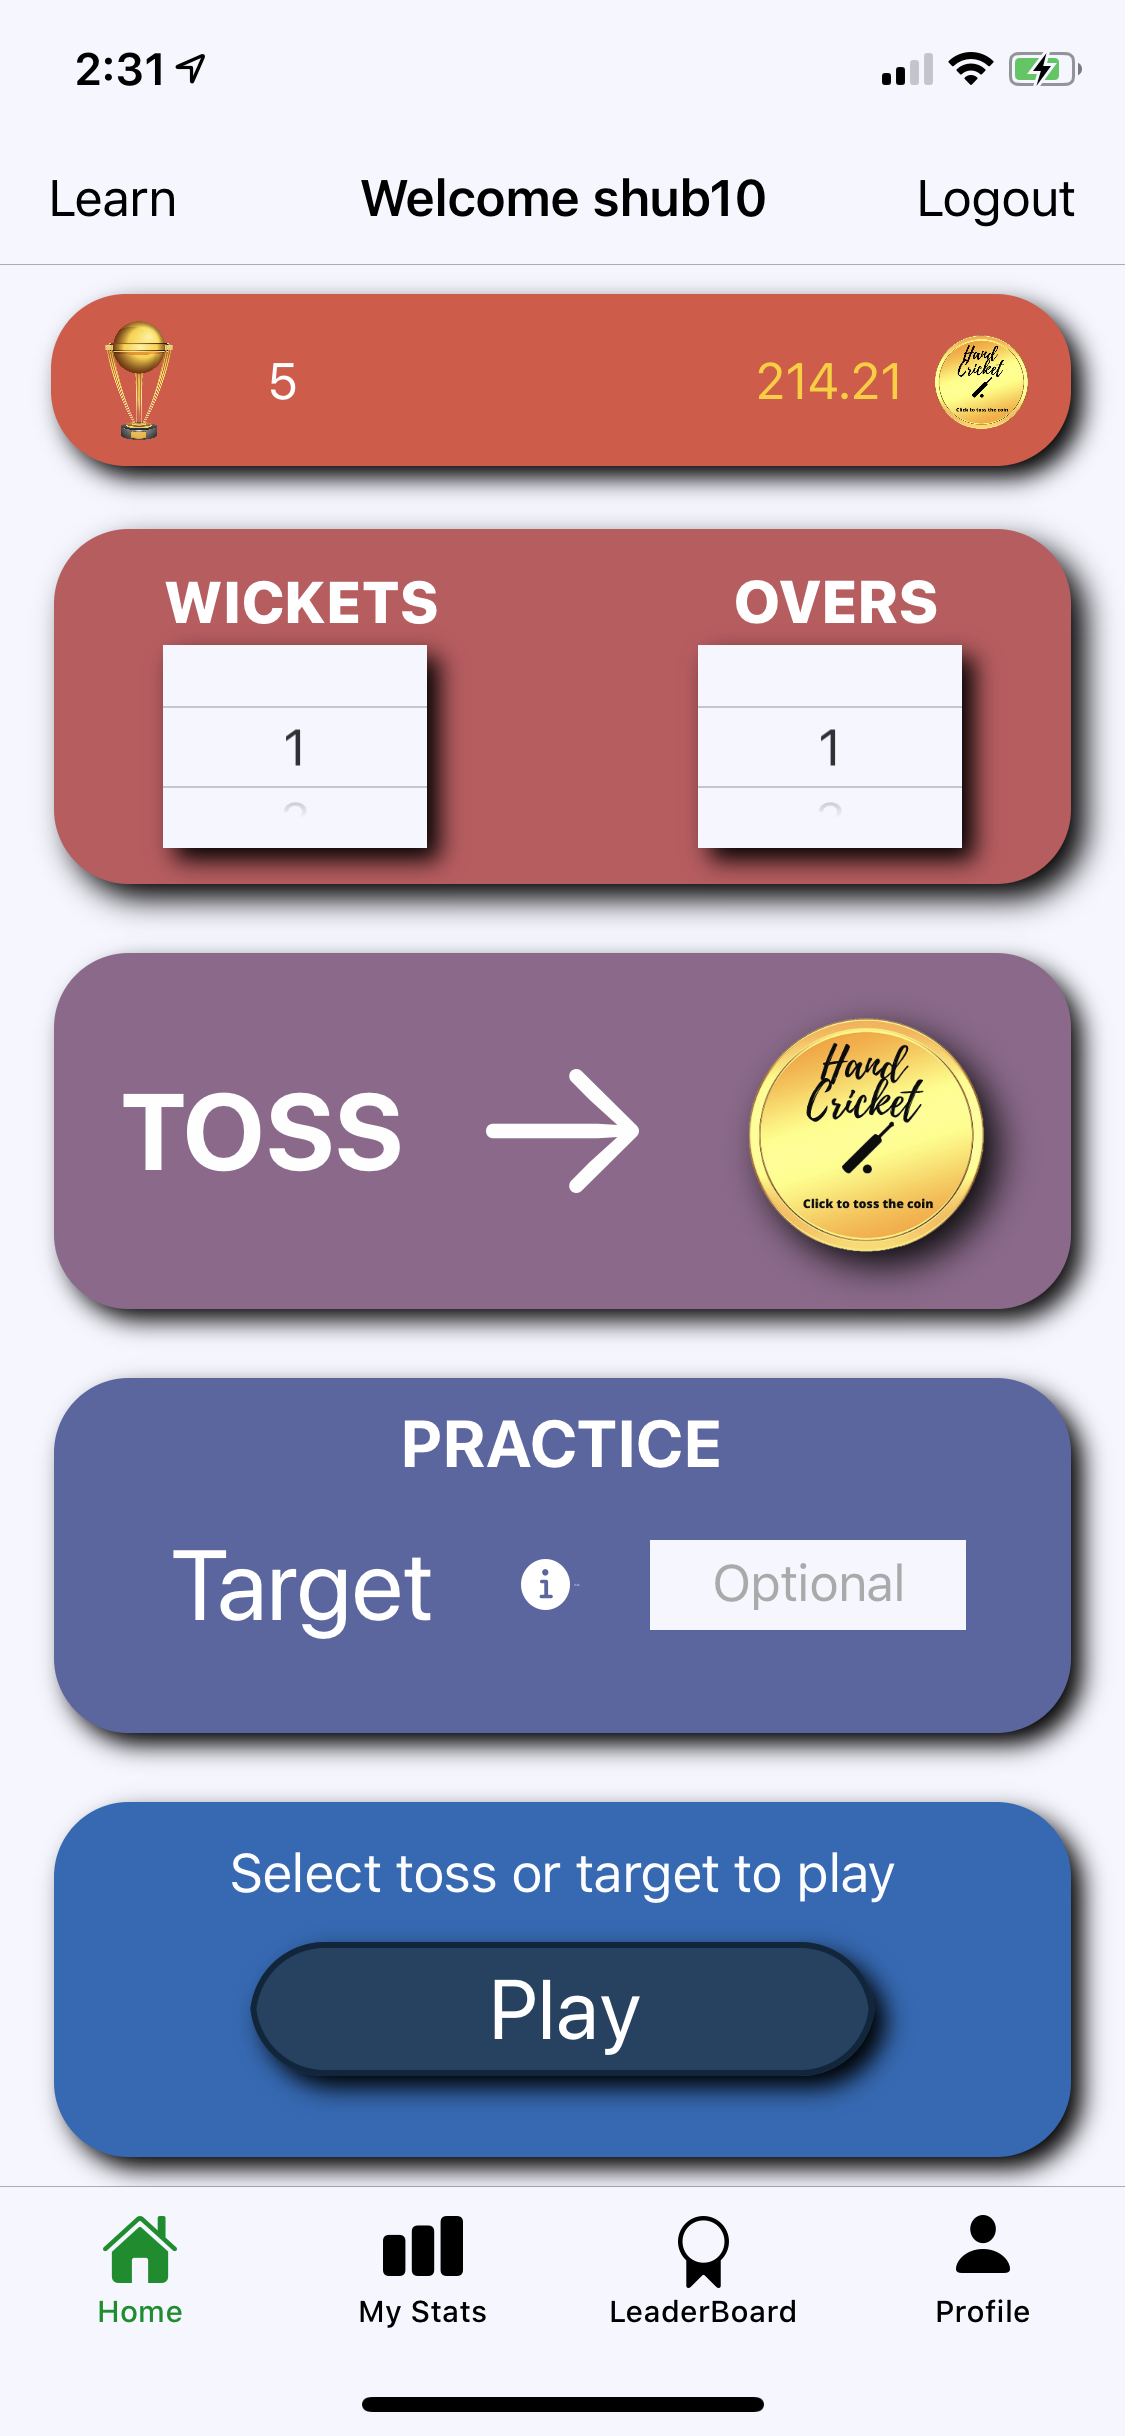 2:31
Learn Welcome shub10 Logout
5 214.21
Hand
Cricket
Click to toss the coin
WICKETS OVERS
1 1
TOSS
Hand
Cricket
Click to toss the coin
PRACTICE
Target Optional
Select toss or target to play
Play
Home My Stats LeaderBoard Profile